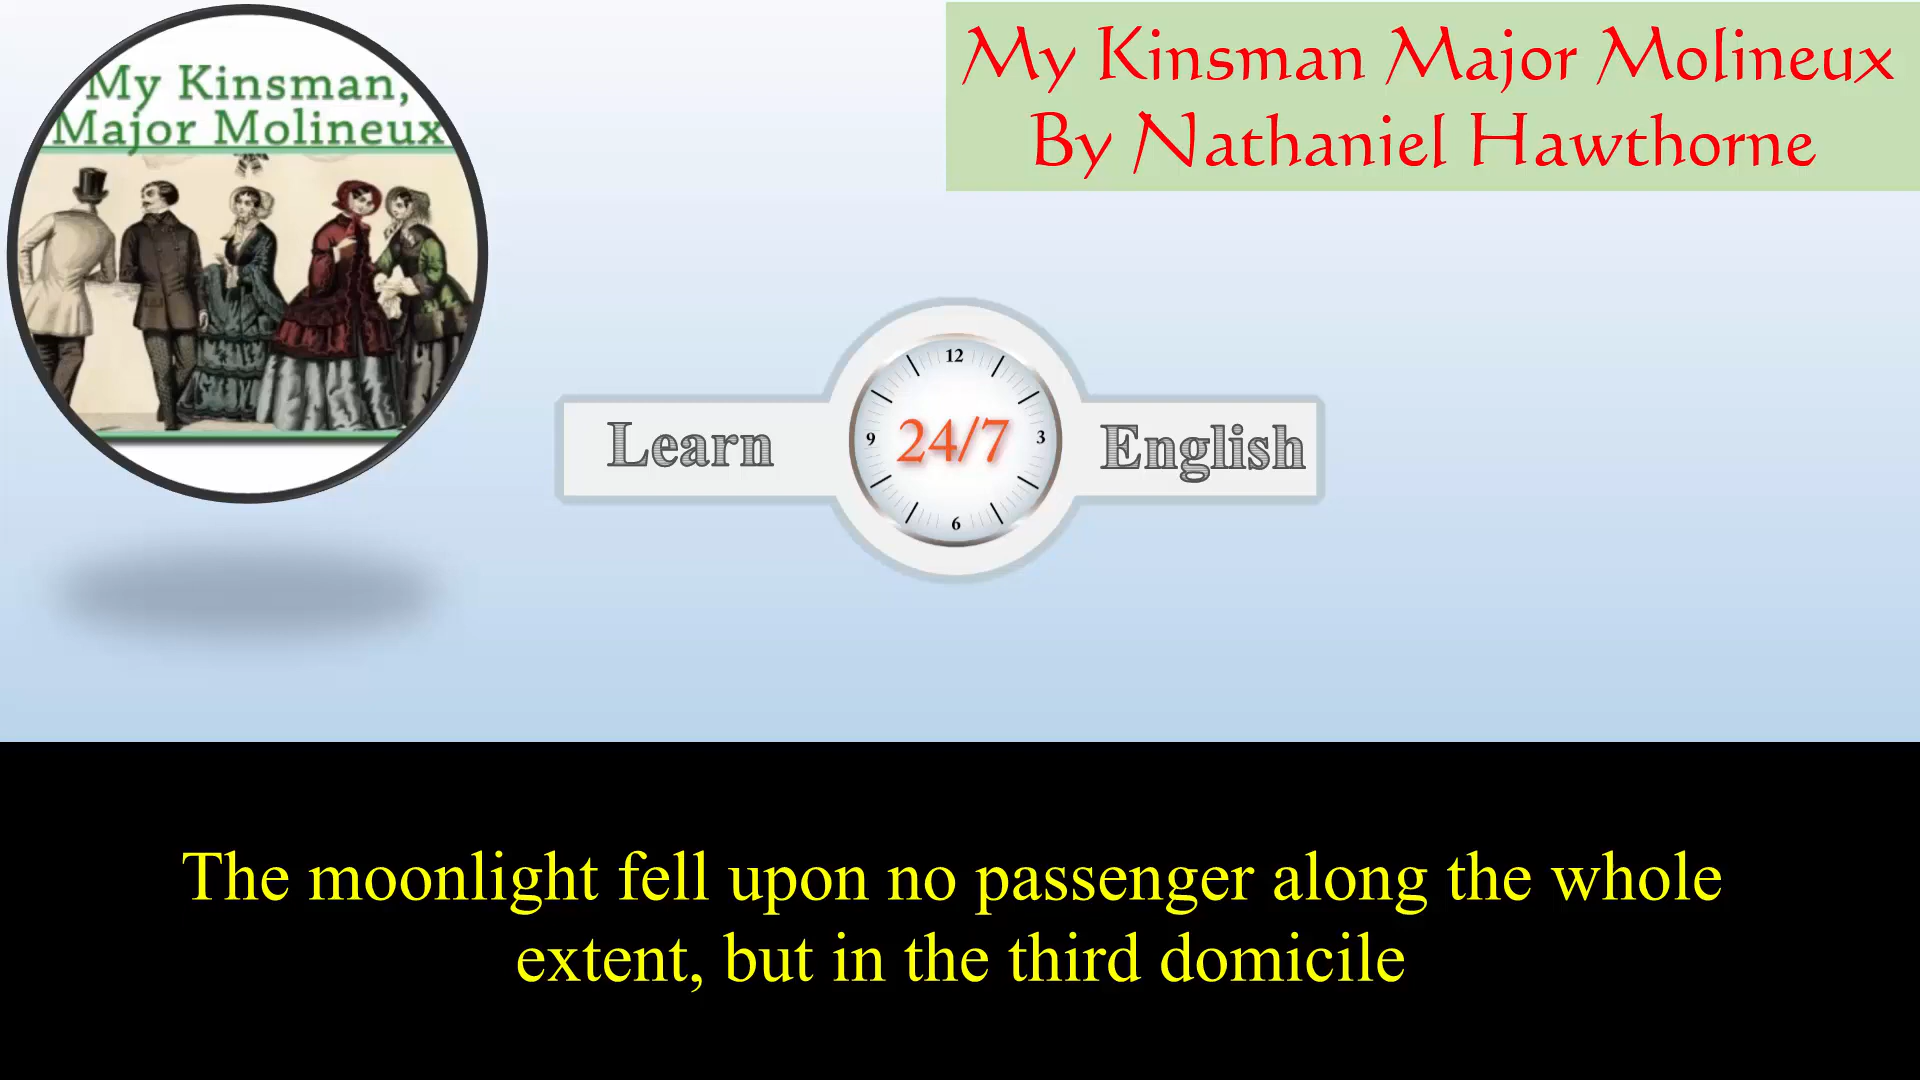 My Kinsman,
Major Molineux
My Kinsman Major Molineux
By Nathaniel Hawthorne
12
Learn
9
24/7
3
English
6
The moonlight fell upon no passenger along the whole
extent, but in the third domicile